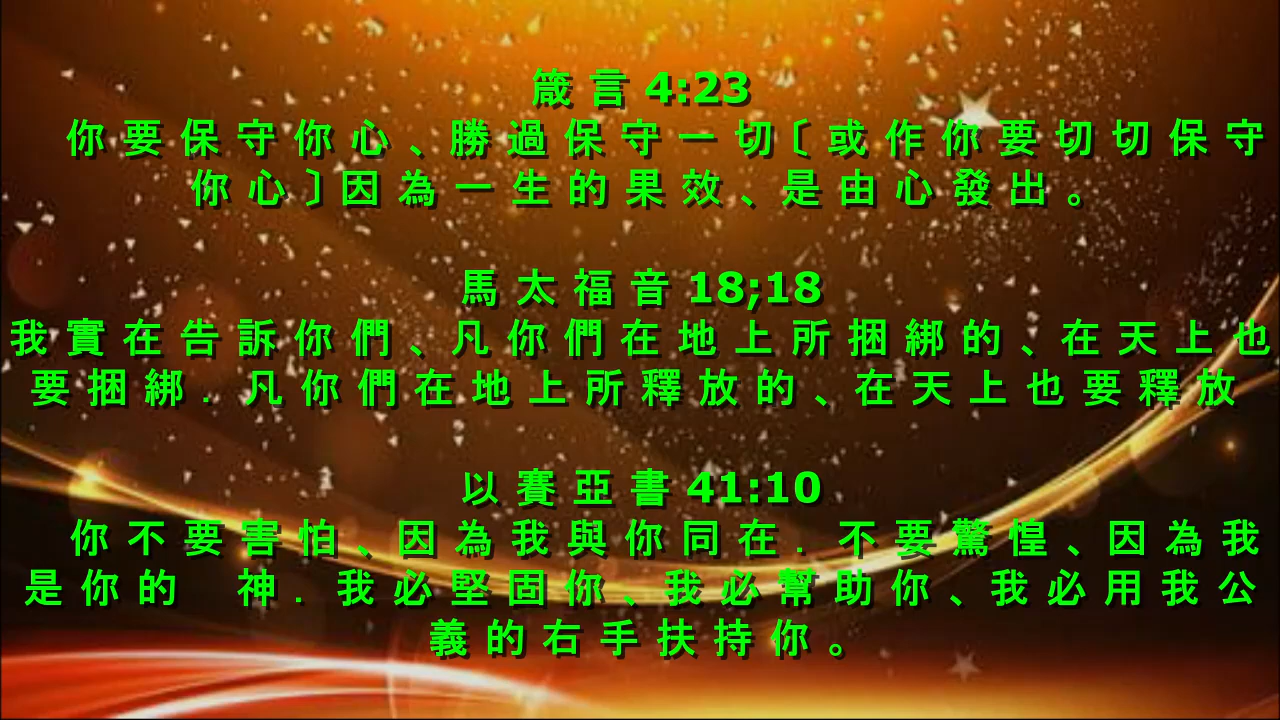 箴 言 4:23
你 要 保 守 你 心 、勝 過 保 守 一 切〔 或 作 你 要 切 切 保 守
你 心 〕因 為 一 生 的 果 效 、是 由 心 發 出 。
馬 太 福 音 18;18
我 實 在 告 訴 你 們 、凡 你 們 在 地 上 所 捆 綁 的 、在 天 上 也
要 捆 綁 . 凡 你 們 在 地 上 所 釋 放 的 、在 天 上 也 要 釋 放
以 賽 亞 書 41:10
你 不 要 害 怕 、因 為 我 與 你 同 在 . 不 要 驚 惶 、因 為 我
是 你 的 　 神 . 我 必 堅 固 你 、我 必 幫 助 你 、我 必 用 我 公
義 的 右 手 扶 持 你 。